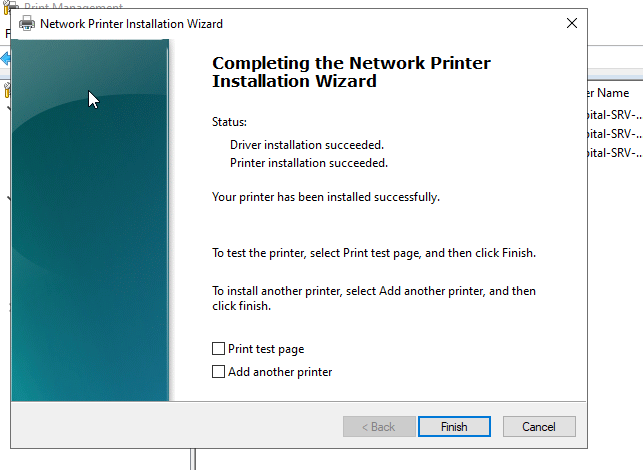 Print Management
Network Printer Installation Wizard
Completing the Network Printer
Installation Wizard
Status:
Driver installation succeeded.
Printer installation succeeded.
Your printer has been installed successfully.
To test the printer, select Print test page, and then click Finish.
To install another printer, select Add another printer, and then
click finish.
Print test page
Add another printer
< Back
Finish
Cancel
er Name
ital-SRV-...
ital-SRV-...
ital-SRV-...